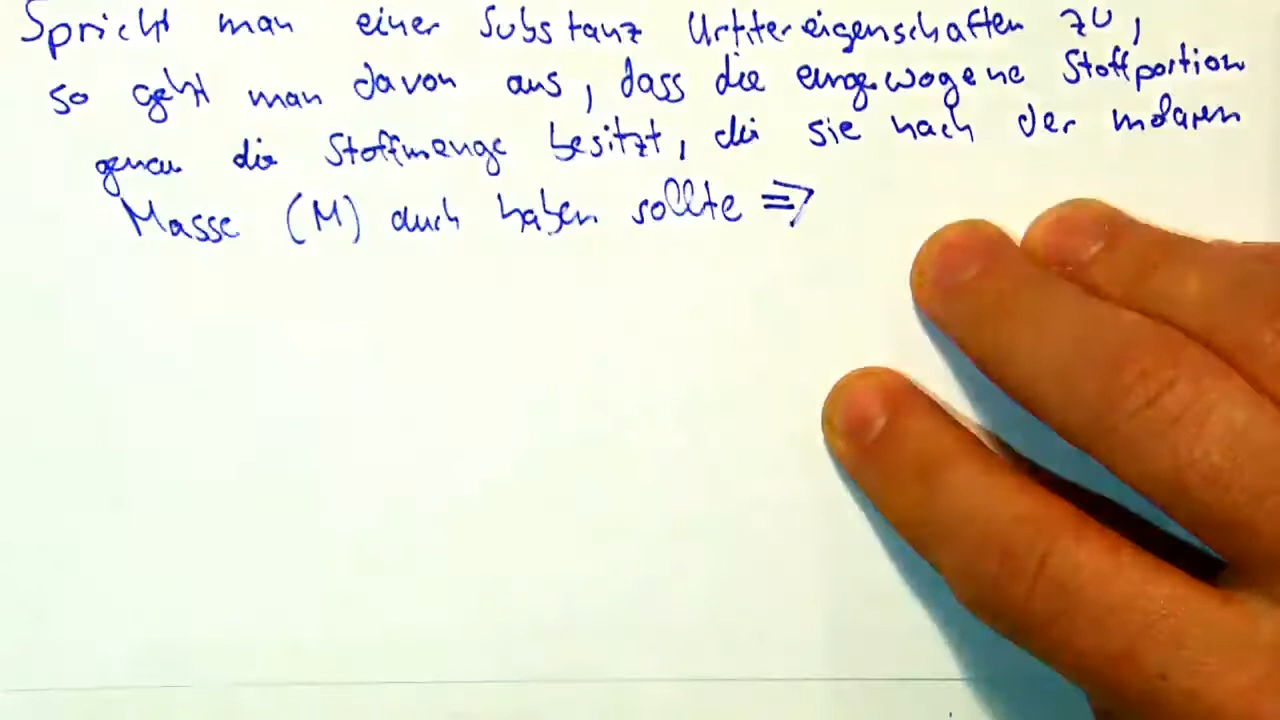 Spricht man einer Substanz Urtitereigenschaften zu,
so geht man davon aus, dass die eingewogene Stoffportion
genau die Stoffmenge besitzt, die sie nach der molaren
Masse (M) auch haben sollte ⇒